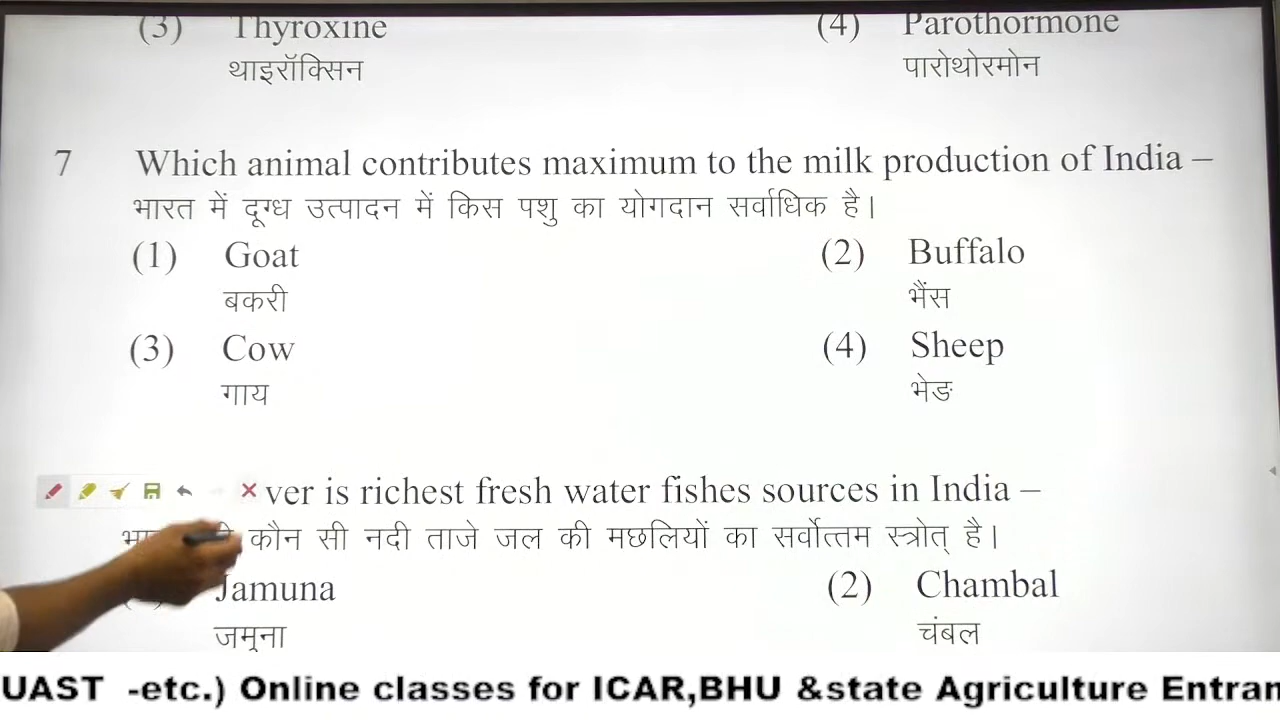 (3) Thyroxine (4) Parothormone
थाइरॉक्सिन पारोथोरमोन
7 Which animal contributes maximum to the milk production of India –
भारत में दूग्ध उत्पादन में किस पशु का योगदान सर्वाधिक है।
(1) Goat (2) Buffalo
बकरी भैंस
(3) Cow (4) Sheep
गाय भेङ
ver is richest fresh water fishes sources in India –
कौन सी नदी ताजे जल की मछलियों का सर्वोत्तम स्त्रोत् है।
Jamuna (2) Chambal
जमुना चंबल
UAST -etc.) Online classes for ICAR,BHU &state Agriculture Entran